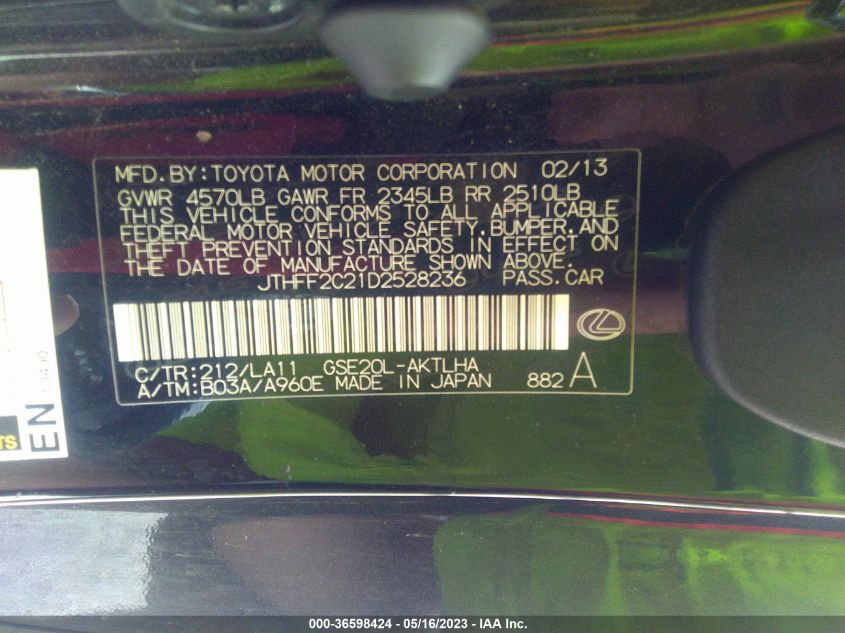 MFD.BY:TOYOTA MOTOR CORPORATION 02/13
GVWR 4570LB GAWR FR 2345LB RR 2510LB
THIS VEHICLE CONFORMS TO ALL APPLICABLE
FEDERAL MOTOR VEHICLE SAFETY,BUMPER,AND
THEFT PREVENTION STANDARDS IN EFFECT ON
THE DATE OF MANUFACTURE SHOWN ABOVE.
JTHFF2C21D2528236 PASS.CAR
C/TR:212/LA11 GSE20L-AKTLHA
A/TM:B03A/A960E MADE IN JAPAN 882A
EN
TS
000-36598424 - 05/16/2023 - IAA Inc.